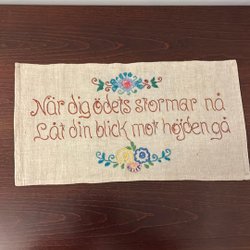 När dig ödets stormar nå
Låt din blick mot höjden gå